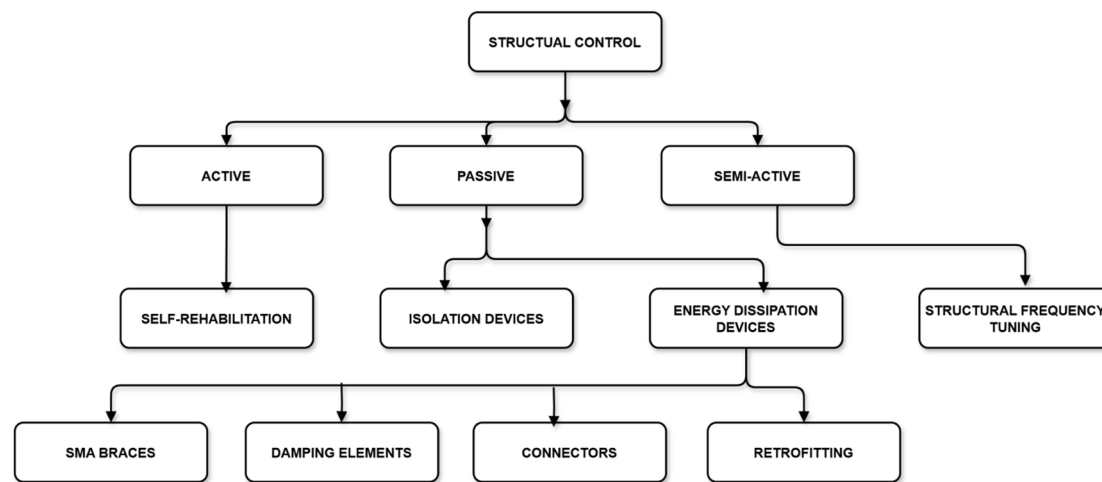 STRUCTUAL CONTROL
ACTIVE
PASSIVE
SEMI-ACTIVE
SELF-REHABILITATION
ISOLATION DEVICES
ENERGY DISSIPATION
DEVICES
STRUCTURAL FREQUENCY
TUNING
SMA BRACES
DAMPING ELEMENTS
CONNECTORS
RETROFITTING